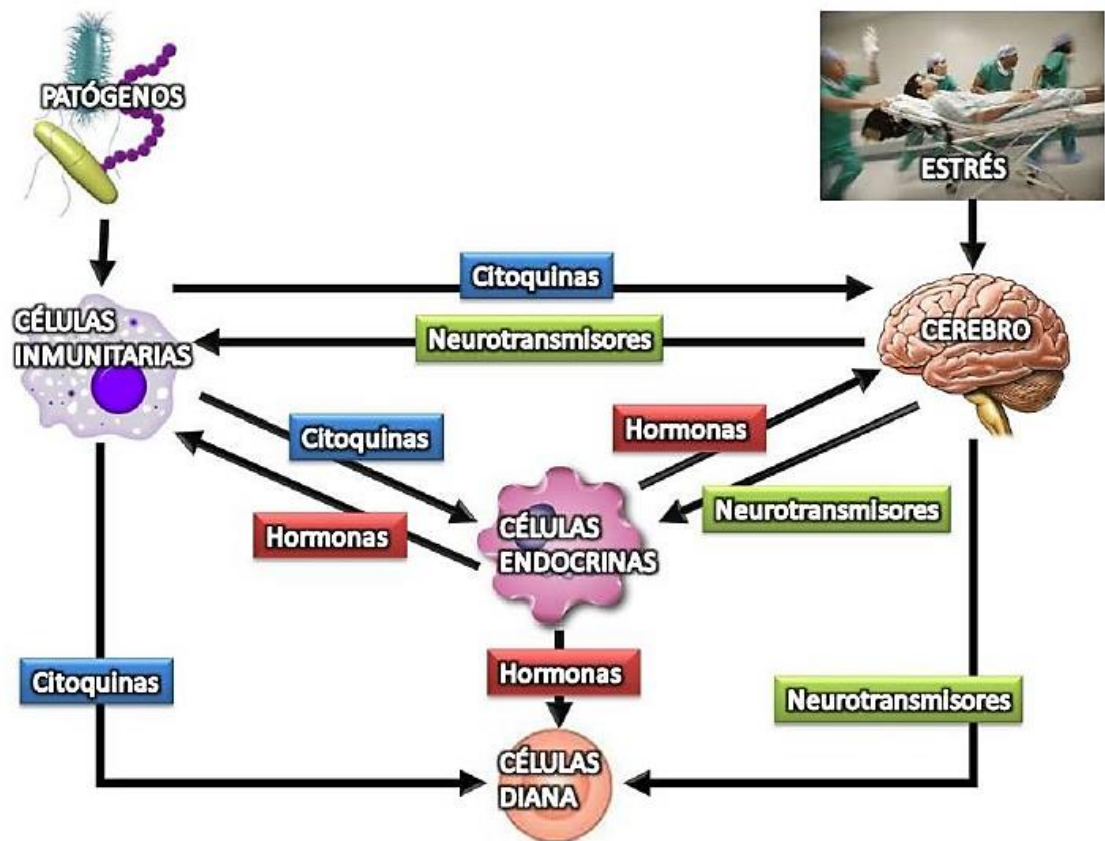 PATÓGENOS
ESTRÉS
Citoquinas
CÉLULAS
INMUNITARIAS
Neurotransmisores
CEREBRO
Citoquinas
Hormonas
Neurotransmisores
Hormonas
CÉLULAS
ENDOCRINAS
Citoquinas
Hormonas
Neurotransmisores
CÉLULAS
DIANA